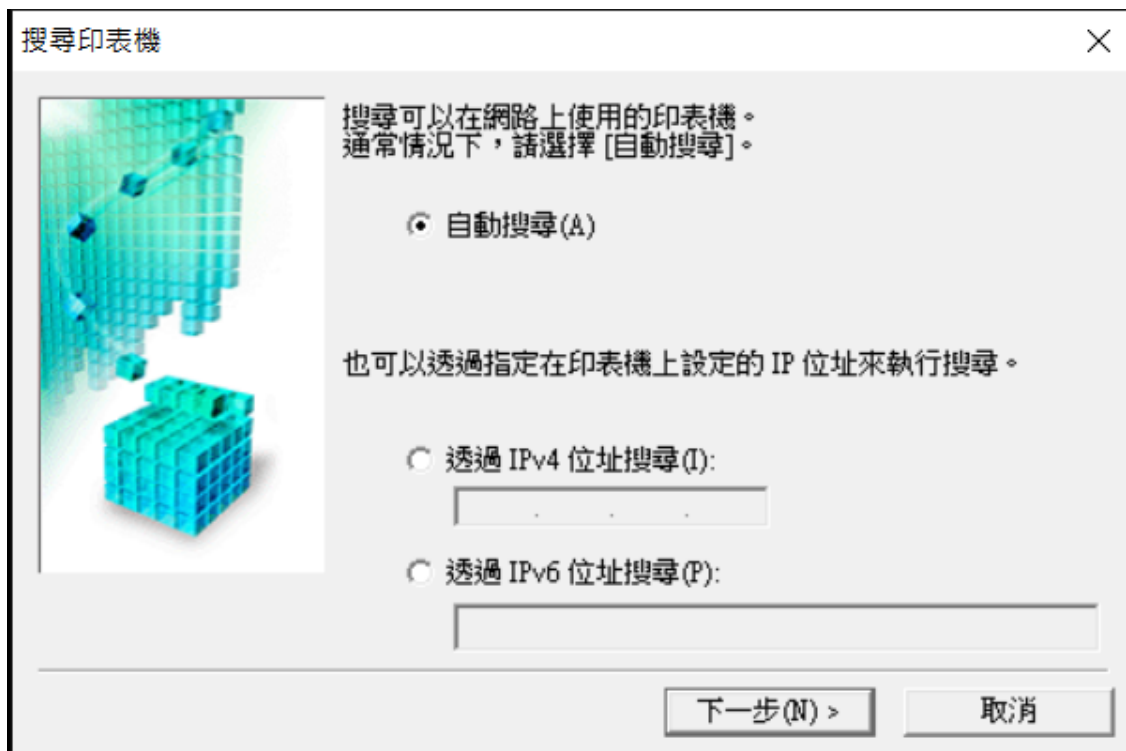 搜尋印表機
搜尋可以在網路上使用的印表機。
通常情況下，請選擇 [自動搜尋]。
自動搜尋(A)
也可以透過指定在印表機上設定的 IP 位址來執行搜尋。
透過 IPv4 位址搜尋(I):
. . .
透過 IPv6 位址搜尋(P):
下一步(N) >
取消